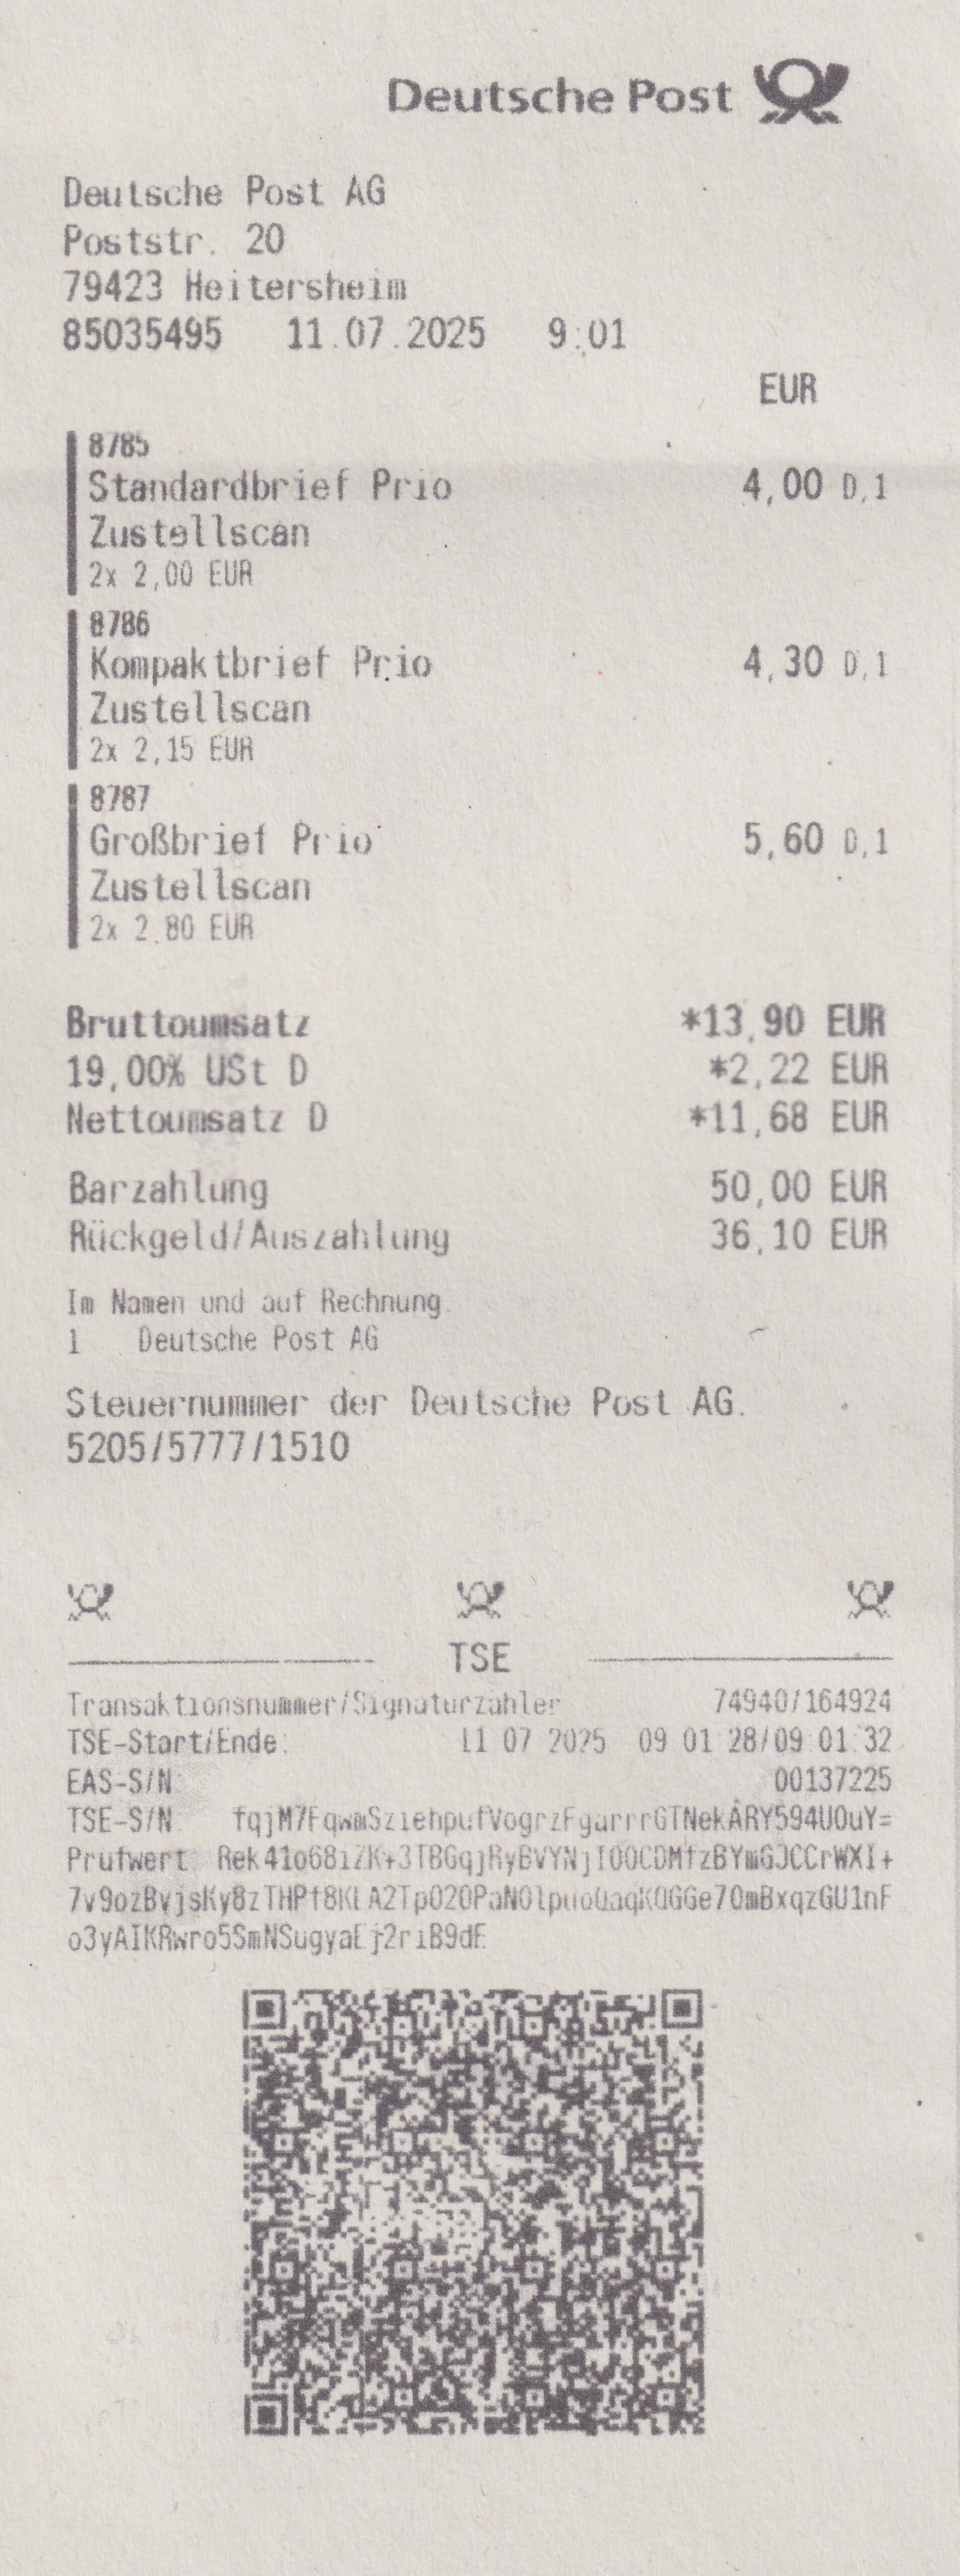 Deutsche Post
Deutsche Post AG
Poststr. 20
79423 Heitersheim
85035495 11.07.2025 9:01
EUR
8785
Standardbrief Prio 4,00 D,1
Zustellscan
2x 2,00 EUR
8786
Kompaktbrief Prio 4,30 D,1
Zustellscan
2x 2,15 EUR
8787
Großbrief Prio 5,60 D,1
Zustellscan
2x 2,80 EUR
Bruttoumsatz *13,90 EUR
19,00% USt D *2,22 EUR
Nettoumsatz D *11,68 EUR
Barzahlung 50,00 EUR
Rückgeld/Auszahlung 36,10 EUR
Im Namen und auf Rechnung:
1 Deutsche Post AG
Steuernummer der Deutsche Post AG:
5205/5777/1510
TSE
Transaktionsnummer/Signaturzähler 74940/164924
TSE-Start/Ende: 11.07.2025 09:01:28/09:01:32
EAS-S/N: 00137225
TSE-S/N:
Prüfwert: